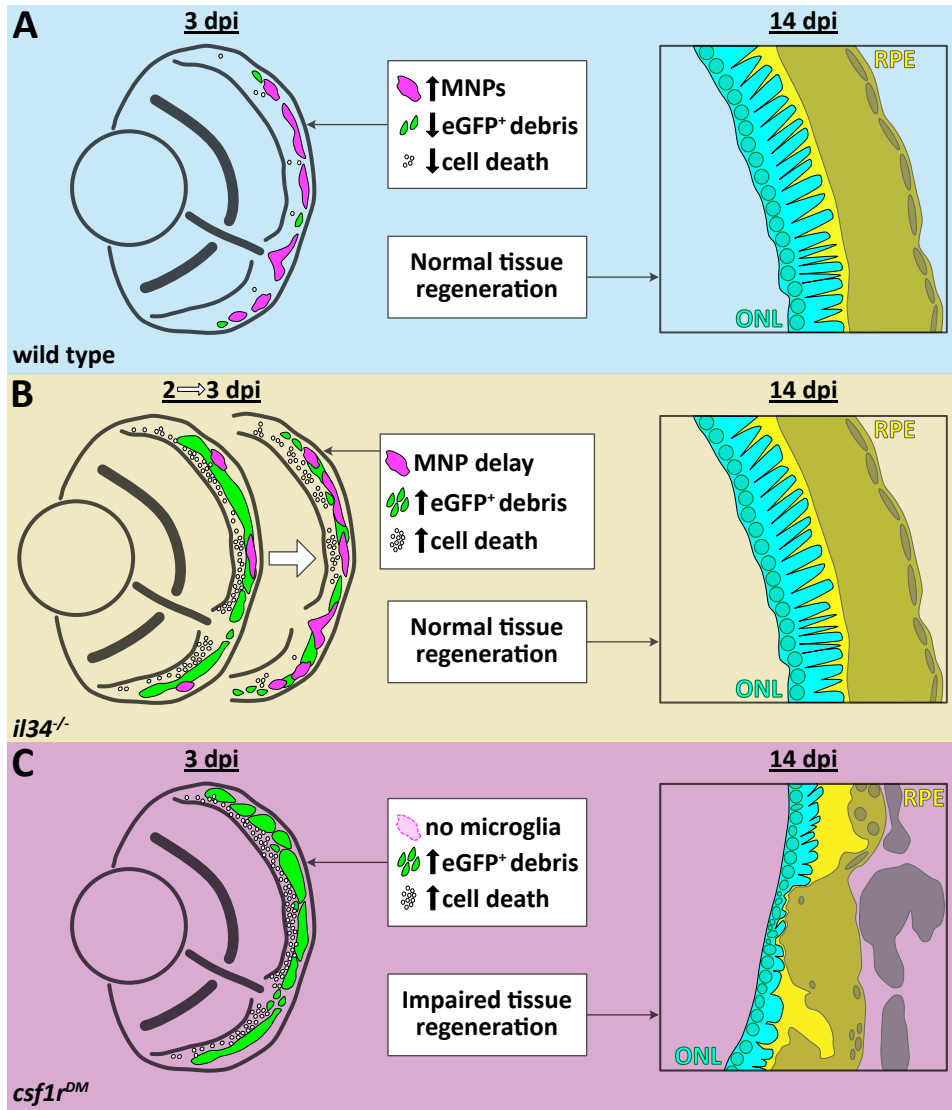 A
3 dpi
14 dpi
↑MNPs
↓eGFP⁺ debris
↓cell death
RPE
Normal tissue
regeneration
ONL
wild type
B
2⇨3 dpi
14 dpi
RPE
MNP delay
↑eGFP⁺ debris
↑cell death
Normal tissue
regeneration
ONL
il34⁻/⁻
C
3 dpi
14 dpi
RPE
no microglia
↑eGFP⁺ debris
↑cell death
Impaired tissue
regeneration
ONL
csf1rᴰᴹ